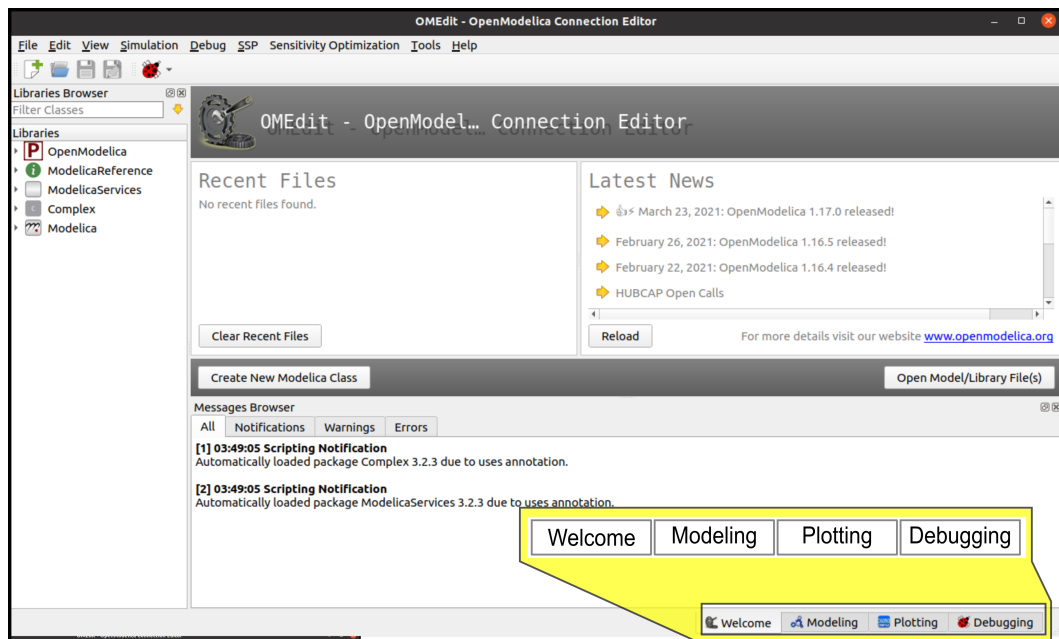 OMEdit - OpenModelica Connection Editor
File Edit View Simulation Debug SSP Sensitivity Optimization Tools Help
Libraries Browser
Filter Classes
Libraries
P OpenModelica
i ModelicaReference
ModelicaServices
C Complex
Modelica
OMEdit - OpenModel… Connection Editor
Recent Files
No recent files found.
Clear Recent Files
Latest News
March 23, 2021: OpenModelica 1.17.0 released!
February 26, 2021: OpenModelica 1.16.5 released!
February 22, 2021: OpenModelica 1.16.4 released!
HUBCAP Open Calls
Reload
For more details visit our website www.openmodelica.org
Create New Modelica Class
Open Model/Library File(s)
Messages Browser
All Notifications Warnings Errors
[1] 03:49:05 Scripting Notification
Automatically loaded package Complex 3.2.3 due to uses annotation.
[2] 03:49:05 Scripting Notification
Automatically loaded package ModelicaServices 3.2.3 due to uses annotation.
Welcome Modeling Plotting Debugging
Welcome Modeling Plotting Debugging